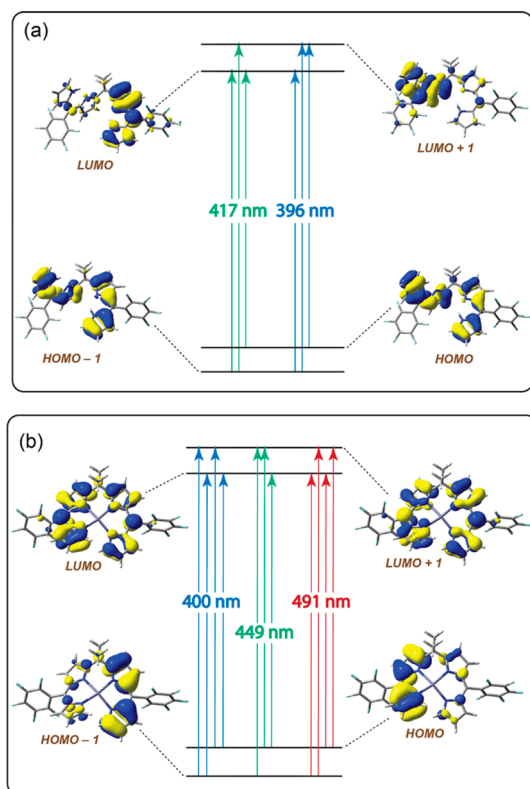 (a)
LUMO
LUMO + 1
417 nm
396 nm
HOMO – 1
HOMO
(b)
LUMO
LUMO + 1
400 nm
449 nm
491 nm
HOMO – 1
HOMO